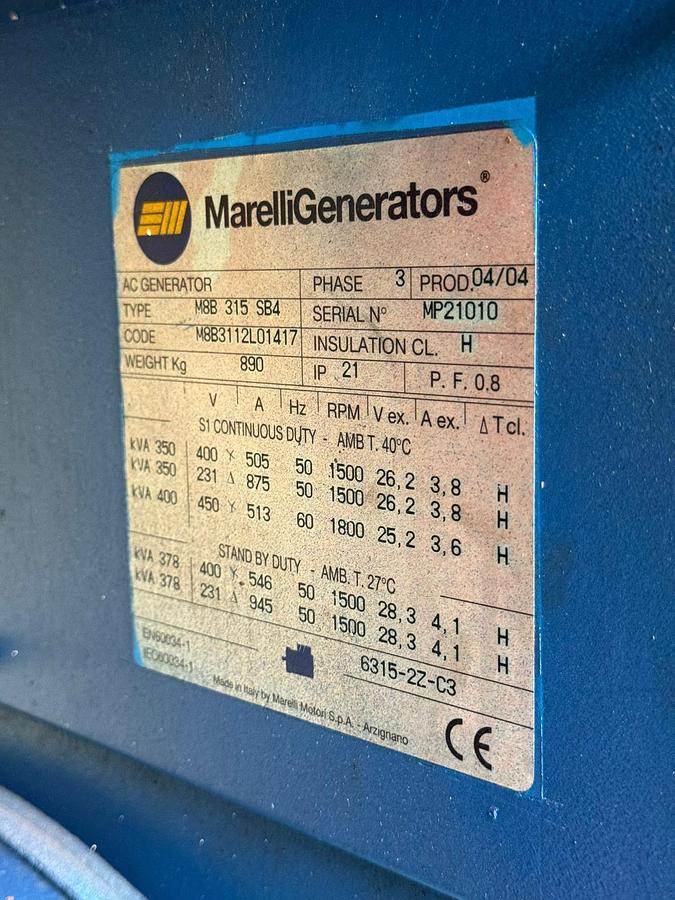 MarelliGenerators®
AC GENERATOR PHASE 3 PROD. 04/04
TYPE M8B 315 SB4 SERIAL N° MP21010
CODE M8B3112L01417 INSULATION CL. H
WEIGHT Kg 890 IP 21 P. F. 0.8
V A Hz RPM V ex. A ex. Δ T cl.
S1 CONTINUOUS DUTY - AMB T. 40°C
kVA 350 400 Y 505 50 1500 26,2 3,8 H
kVA 350 231 Δ 875 50 1500 26,2 3,8 H
kVA 400 450 Y 513 60 1800 25,2 3,6 H
STAND BY DUTY - AMB. T. 27°C
kVA 378 400 Y 546 50 1500 28,3 4,1 H
kVA 378 231 Δ 945 50 1500 28,3 4,1 H
EN60034-1
IEC60034-1
6315-2Z-C3
Made in Italy by Marelli Motori S.p.A. - Arzignano
CE